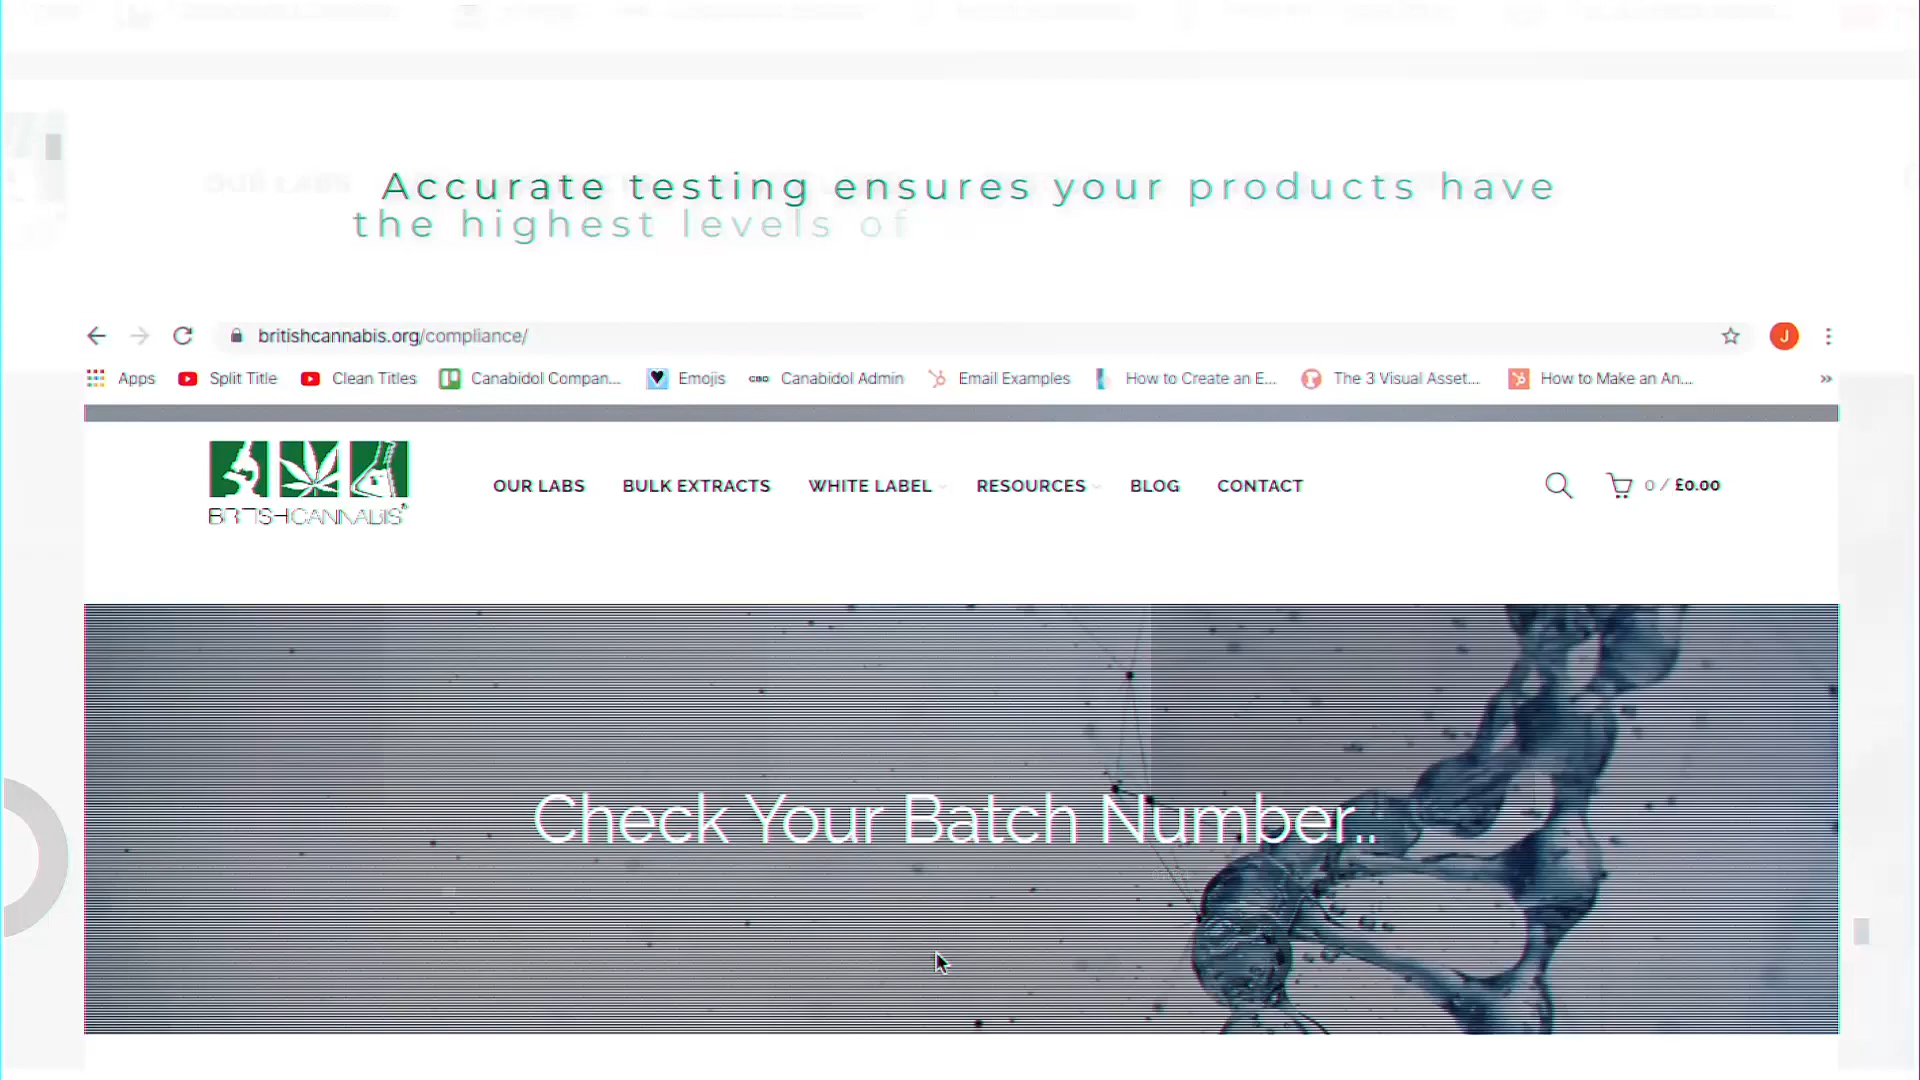 Accurate testing ensures your products have
the highest levels of
britishcannabis.org/compliance/
J
Apps Split Title Clean Titles Canabidol Compan... Emojis CBD Canabidol Admin Email Examples How to Create an E... The 3 Visual Asset... How to Make an An... »
BRITISHCANNABIS®
OUR LABS BULK EXTRACTS WHITE LABEL RESOURCES BLOG CONTACT 0 / £0.00
Check Your Batch Number..